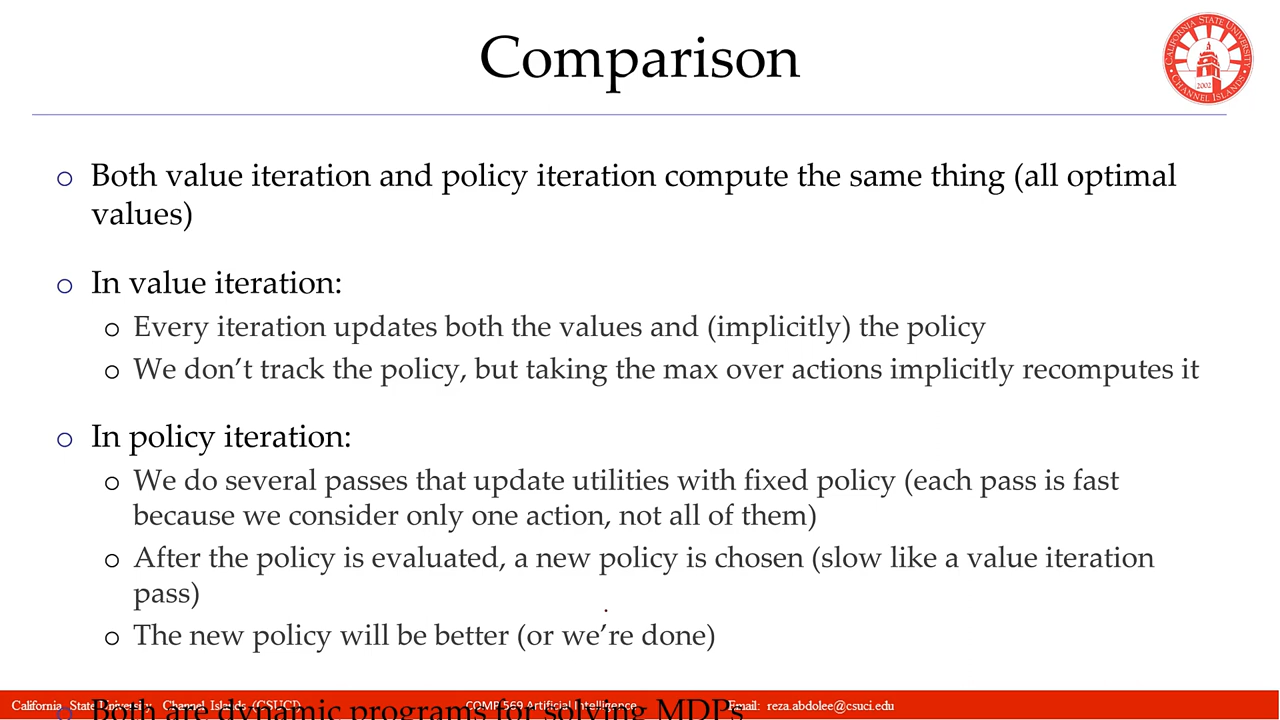 Comparison
CALIFORNIA STATE UNIVERSITY
CHANNEL ISLANDS
2002
o Both value iteration and policy iteration compute the same thing (all optimal
values)
o In value iteration:
o Every iteration updates both the values and (implicitly) the policy
o We don’t track the policy, but taking the max over actions implicitly recomputes it
o In policy iteration:
o We do several passes that update utilities with fixed policy (each pass is fast
because we consider only one action, not all of them)
o After the policy is evaluated, a new policy is chosen (slow like a value iteration
pass)
o The new policy will be better (or we’re done)
o Both are dynamic programs for solving MDPs
California State University Channel Islands (CSUCI) COMP 569 Artificial Intelligence Email: reza.abdolee@csuci.edu